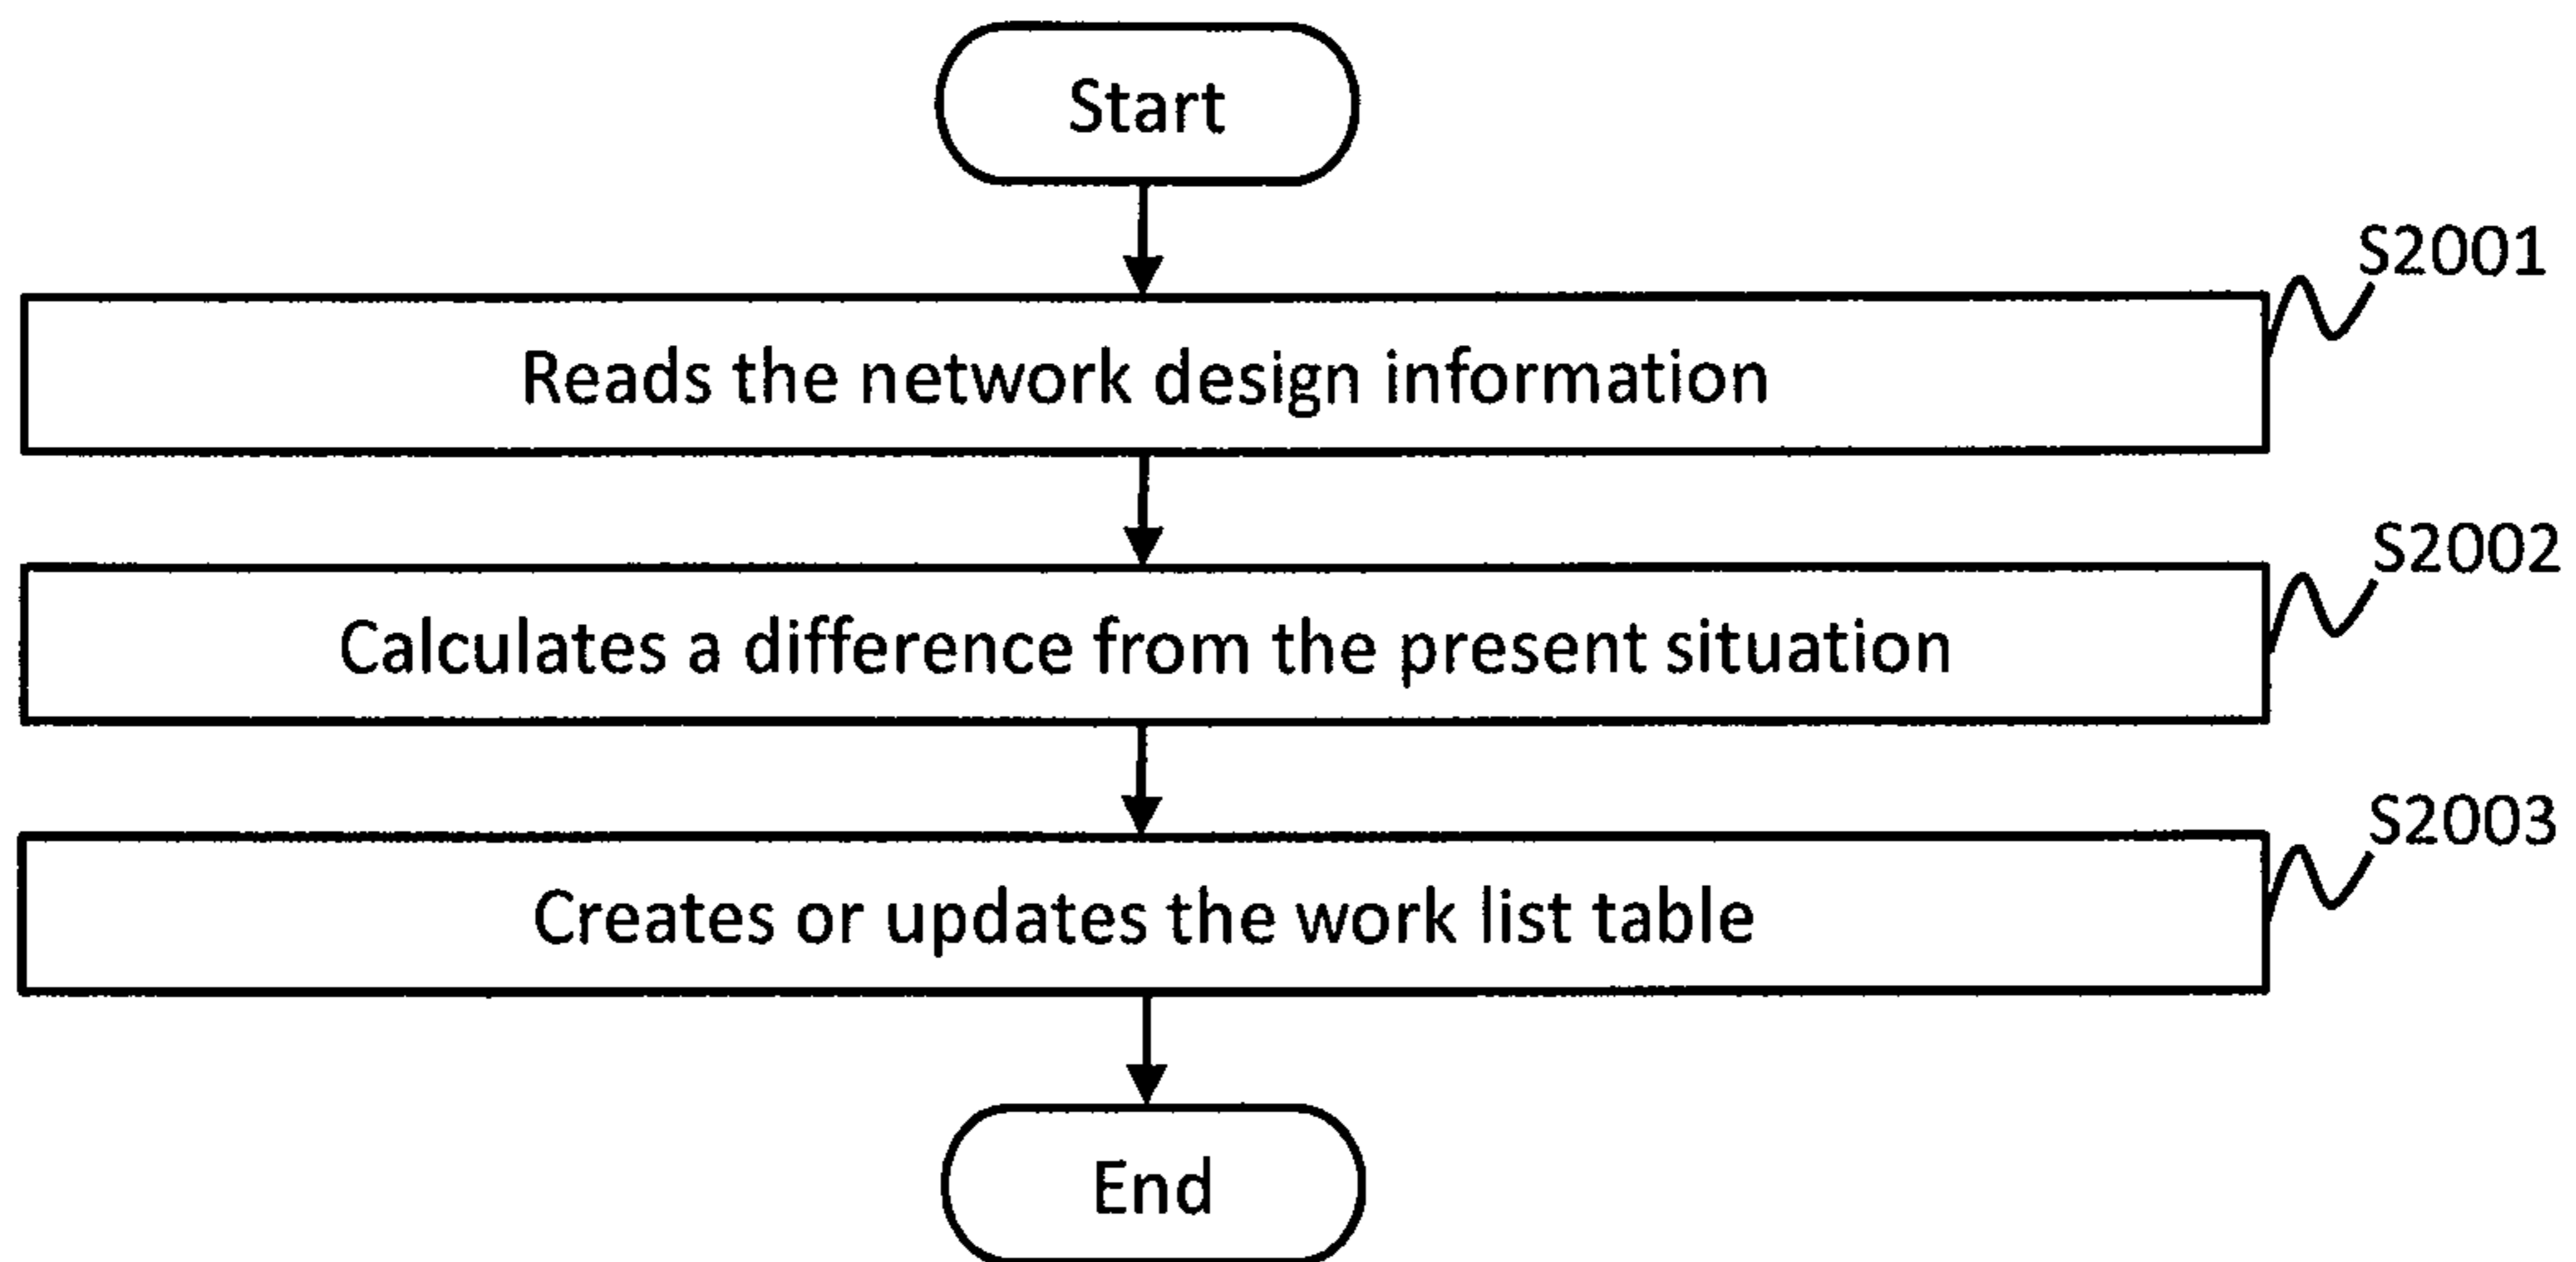 Start
S2001
Reads the network design information
S2002
Calculates a difference from the present situation
S2003
Creates or updates the work list table
End